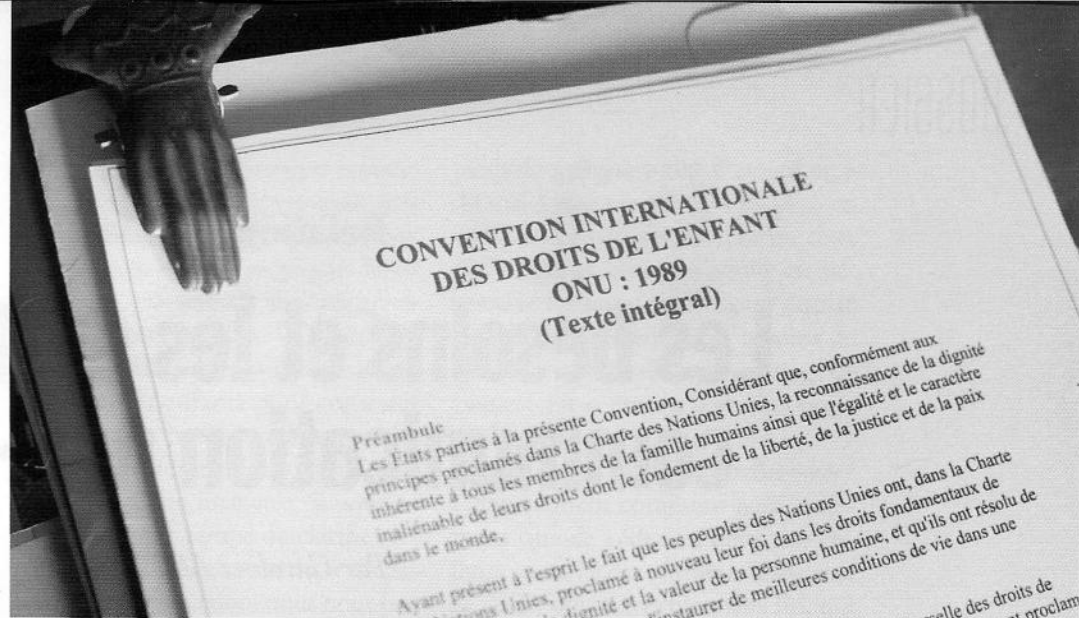 CONVENTION INTERNATIONALE
DES DROITS DE L'ENFANT
ONU : 1989
(Texte intégral)
Préambule
Les États parties à la présente Convention, Considérant que, conformément aux
principes proclamés dans la Charte des Nations Unies, la reconnaissance de la dignité
inhérente à tous les membres de la famille humains ainsi que l'égalité et le caractère
inaliénable de leurs droits dont le fondement de la liberté, de la justice et de la paix
dans le monde,
Ayant présent à l'esprit le fait que les peuples des Nations Unies ont, dans la Charte
Unies, proclamé à nouveau leur foi dans les droits fondamentaux de
dignité et la valeur de la personne humaine, et qu'ils ont résolu de
instaurer de meilleures conditions de vie dans une
des droits de
proclam